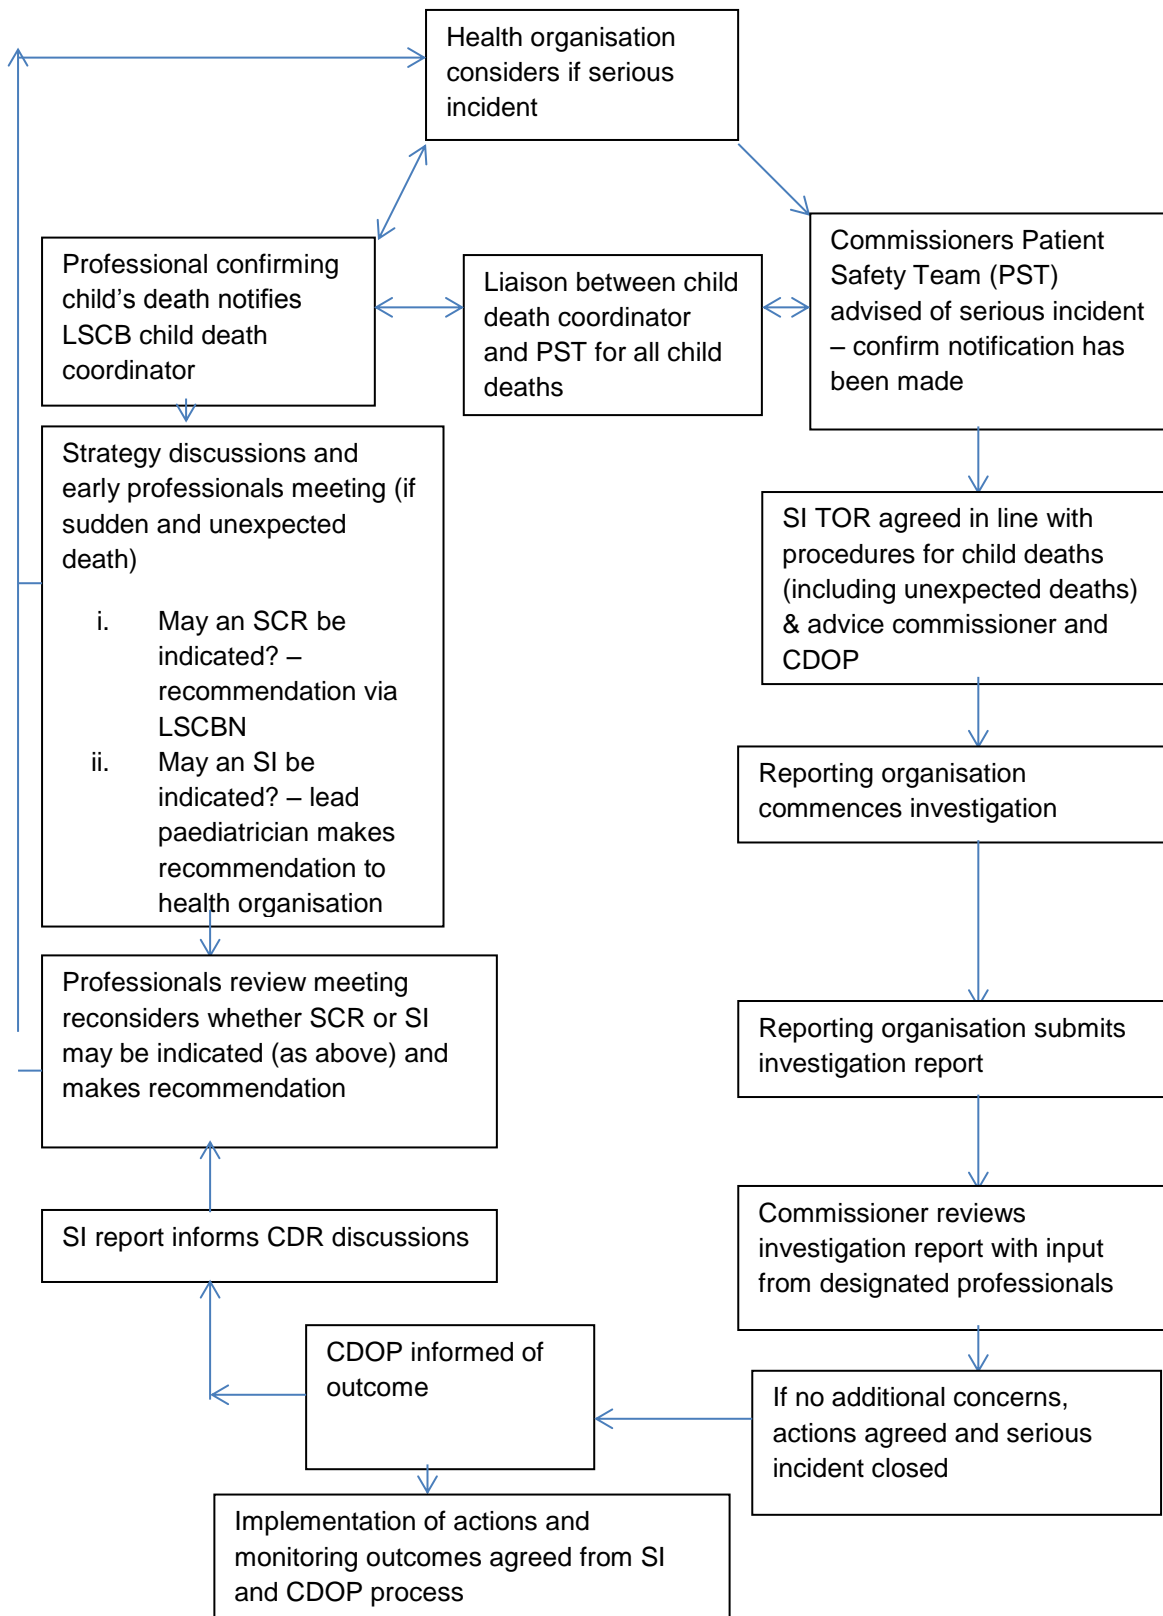 Health organisation
considers if serious
incident
Professional confirming
child's death notifies
LSCB child death
coordinator
Liaison between child
death coordinator
and PST for all child
deaths
Commissioners Patient
Safety Team (PST)
advised of serious incident
– confirm notification has
been made
Strategy discussions and
early professionals meeting (if
sudden and unexpected
death)
i. May an SCR be
indicated? –
recommendation via
LSCBN
ii. May an SI be
indicated? – lead
paediatrician makes
recommendation to
health organisation
SI TOR agreed in line with
procedures for child deaths
(including unexpected deaths)
& advice commissioner and
CDOP
Reporting organisation
commences investigation
Professionals review meeting
reconsiders whether SCR or SI
may be indicated (as above) and
makes recommendation
Reporting organisation submits
investigation report
SI report informs CDR discussions
Commissioner reviews
investigation report with input
from designated professionals
CDOP informed of
outcome
If no additional concerns,
actions agreed and serious
incident closed
Implementation of actions and
monitoring outcomes agreed from SI
and CDOP process